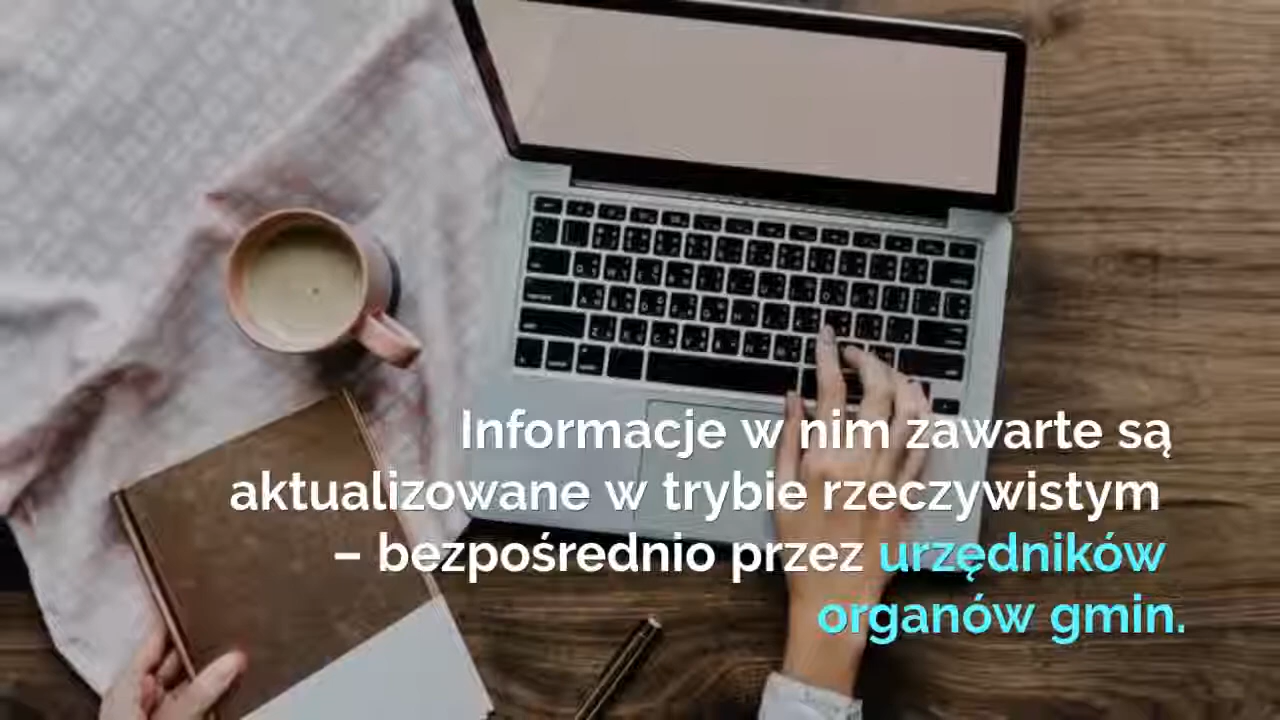 Informacje w nim zawarte są
aktualizowane w trybie rzeczywistym
– bezpośrednio przez urzędników
organów gmin.